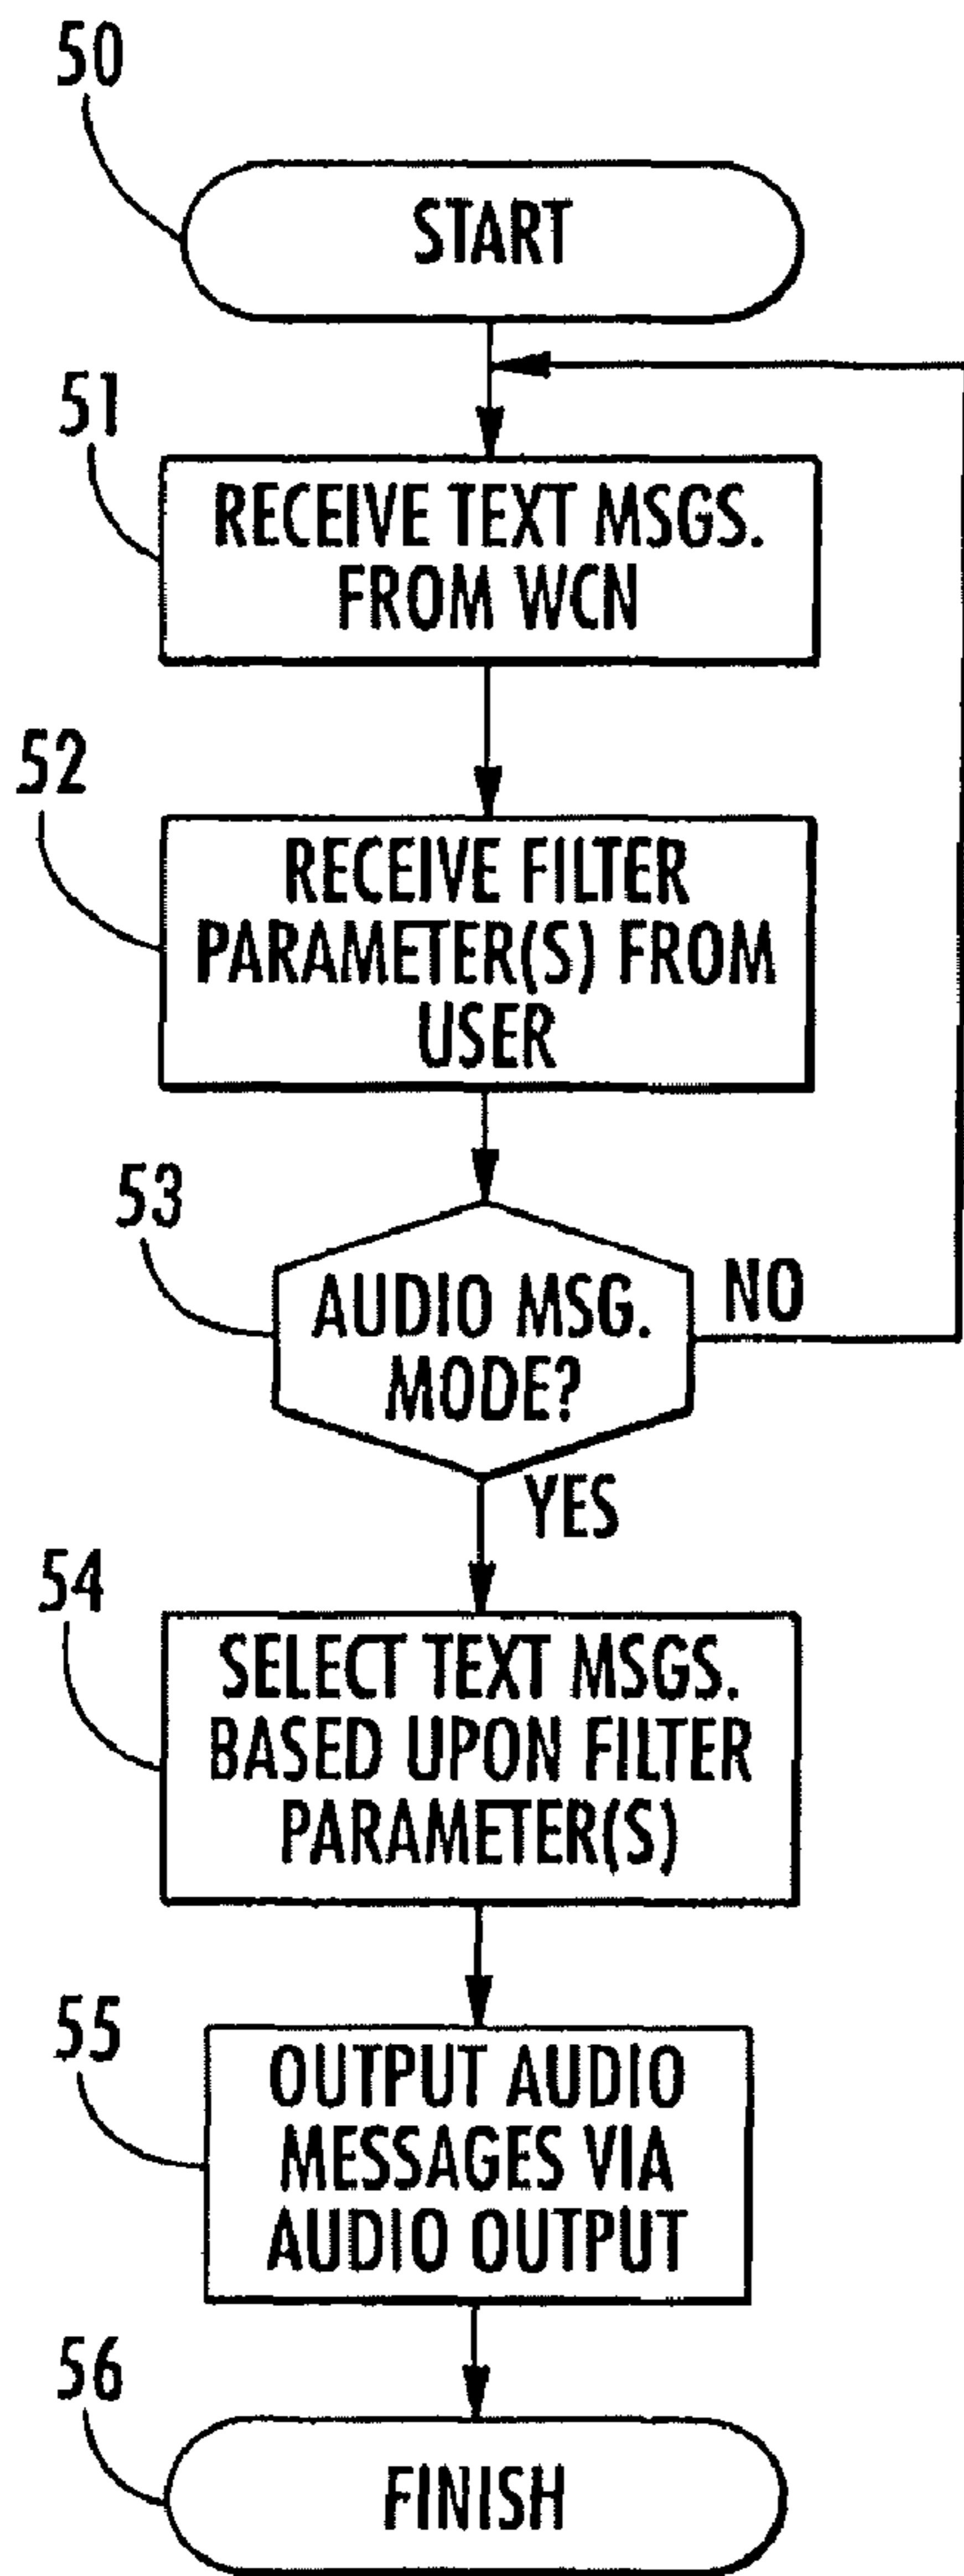 50
START
51
RECEIVE TEXT MSGS.
FROM WCN
52
RECEIVE FILTER
PARAMETER(S) FROM
USER
53
AUDIO MSG.
MODE?
NO
YES
54
SELECT TEXT MSGS.
BASED UPON FILTER
PARAMETER(S)
55
OUTPUT AUDIO
MESSAGES VIA
AUDIO OUTPUT
56
FINISH